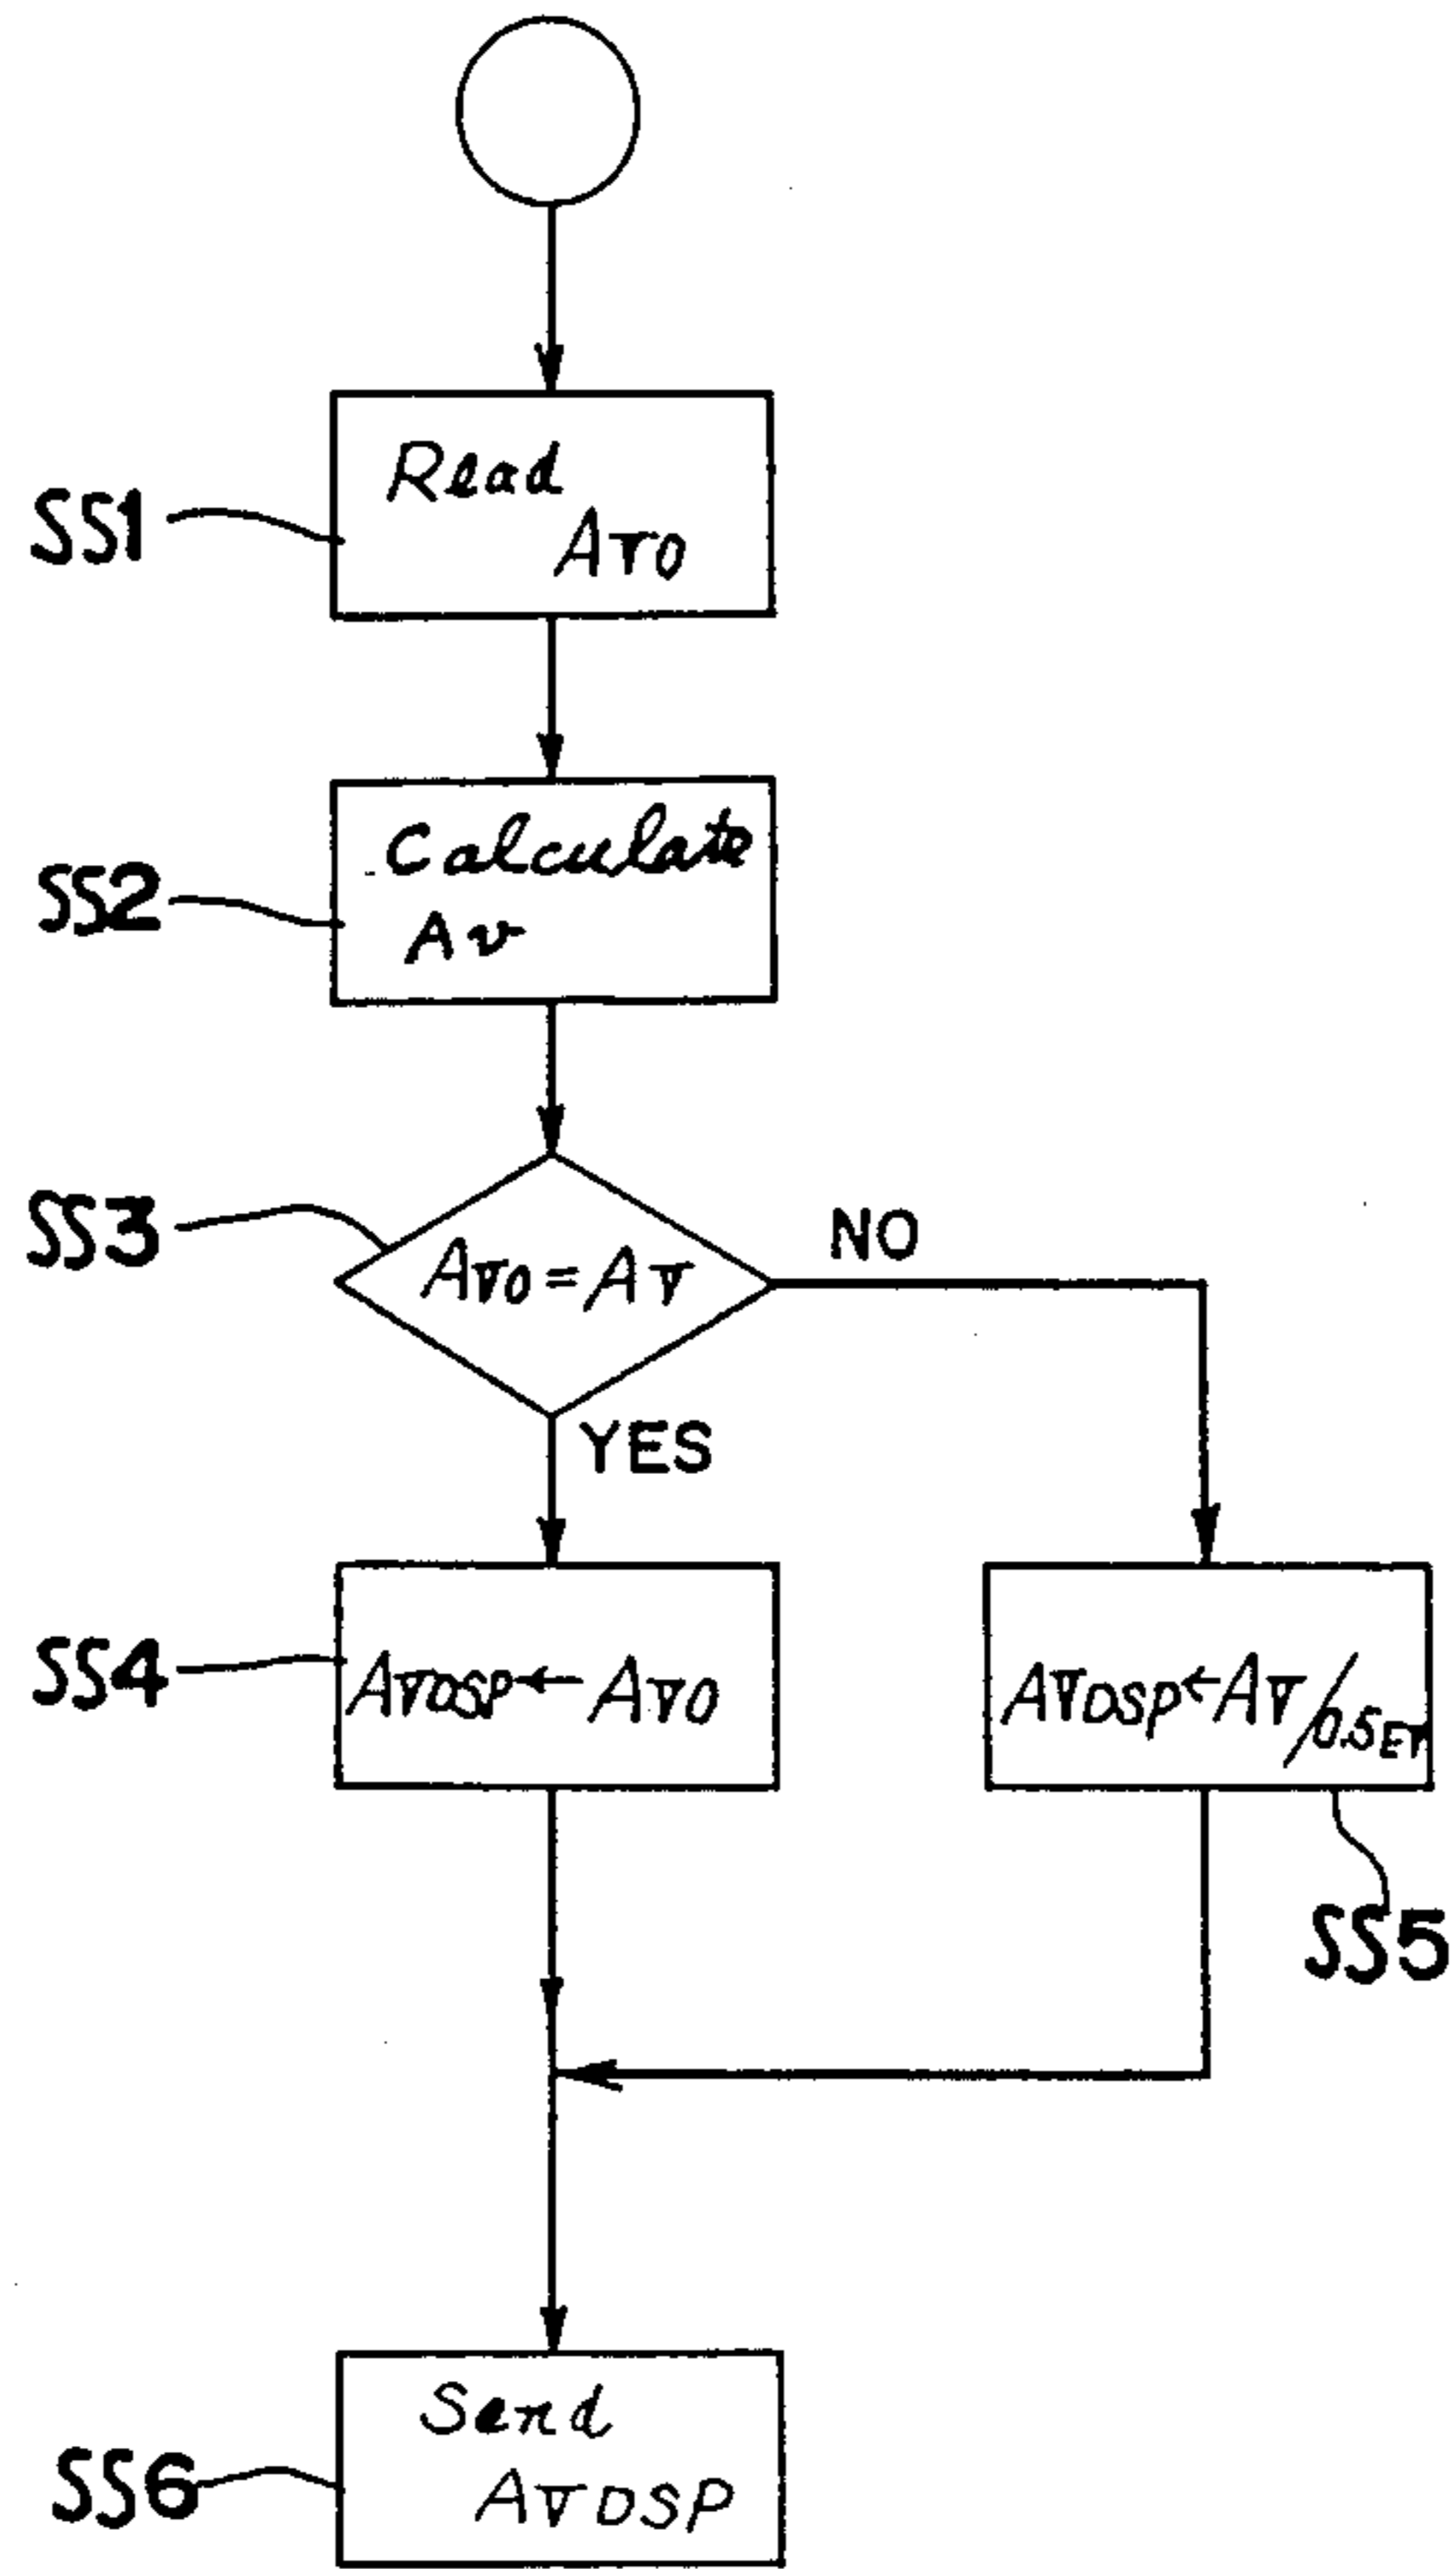 SS1
Read
AV0
SS2
Calculate
Av
SS3
AV0 = AV
NO
YES
SS4
AVDSP ← AV0
AVDSP ← AV/0.5EV
SS5
SS6
Send
AVDSP